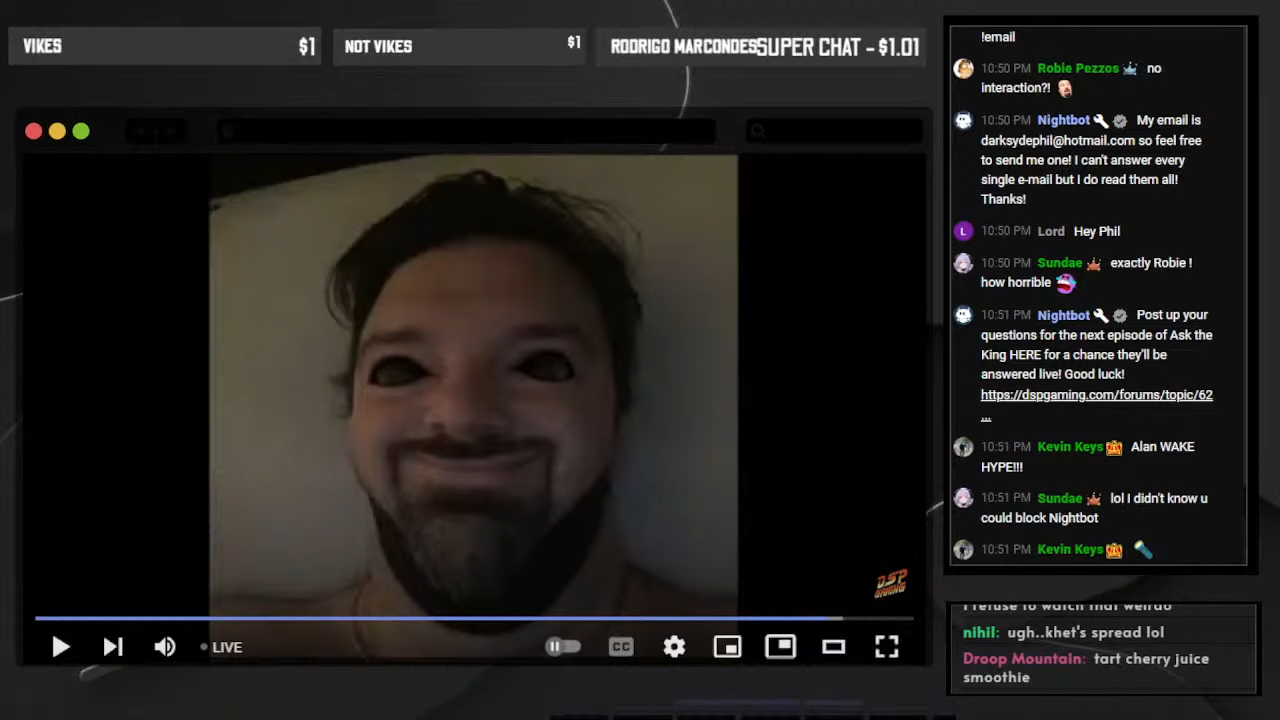 VIKES $1
NOT VIKES $1
RODRIGO MARCONDES SUPER CHAT - $1.01
LIVE
CC
DSP GAMING
!email
10:50 PM Robie Pezzos no
interaction?!
10:50 PM Nightbot My email is
darksydephil@hotmail.com so feel free
to send me one! I can't answer every
single e-mail but I do read them all!
Thanks!
10:50 PM Lord Hey Phil
10:50 PM Sundae exactly Robie !
how horrible
10:51 PM Nightbot Post up your
questions for the next episode of Ask the
King HERE for a chance they'll be
answered live! Good luck!
https://dspgaming.com/forums/topic/62
...
10:51 PM Kevin Keys Alan WAKE
HYPE!!!
10:51 PM Sundae lol I didn't know u
could block Nightbot
10:51 PM Kevin Keys
I refuse to watch that weirdo
nihil: ugh..khet's spread lol
Droop Mountain: tart cherry juice
smoothie